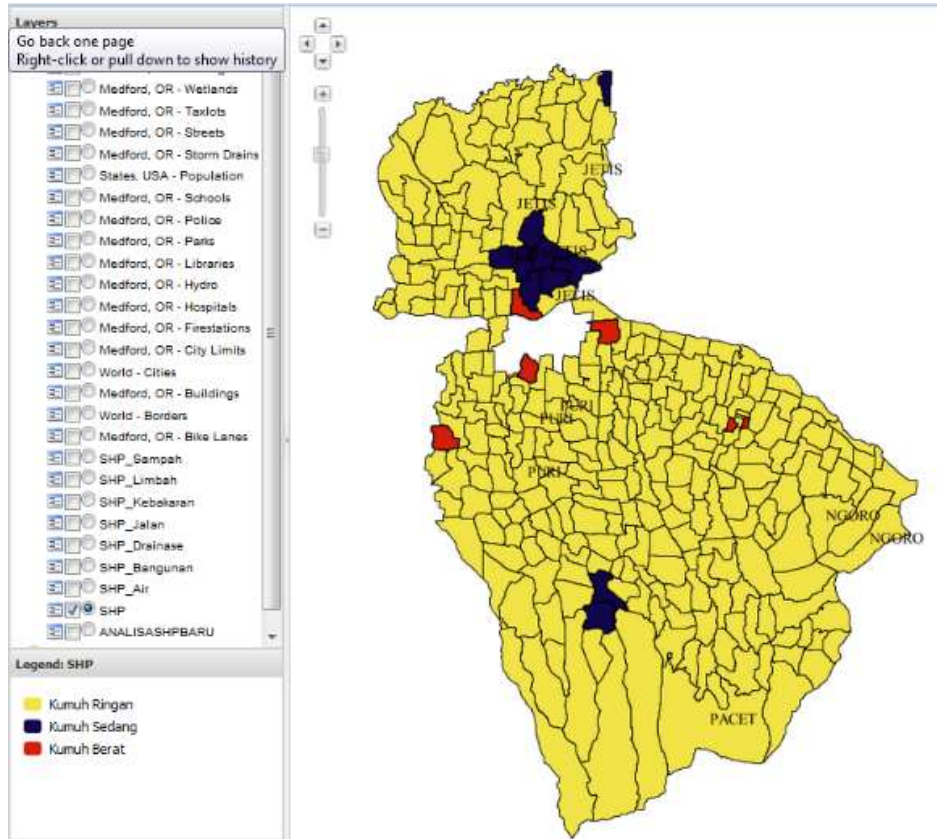 Layers
Go back one page
Right-click or pull down to show history
Medford, OR - Wetlands
Medford, OR - Taxlots
Medford, OR - Streets
Medford, OR - Storm Drains
States, USA - Population
Medford, OR - Schools
Medford, OR - Police
Medford, OR - Parks
Medford, OR - Libraries
Medford, OR - Hydro
Medford, OR - Hospitals
Medford, OR - Firestations
Medford, OR - City Limits
World - Cities
Medford, OR - Buildings
World - Borders
Medford, OR - Bike Lanes
SHP_Sampah
SHP_Limbah
SHP_Kebakaran
SHP_Jalan
SHP_Drainase
SHP_Bangunan
SHP_Air
SHP
ANALISASHPBARU
Legend: SHP
Kumuh Ringan
Kumuh Sedang
Kumuh Berat
JETIS
JETIS
JETIS
PURI
PURI
PURI
NGORO
NGORO
PACET